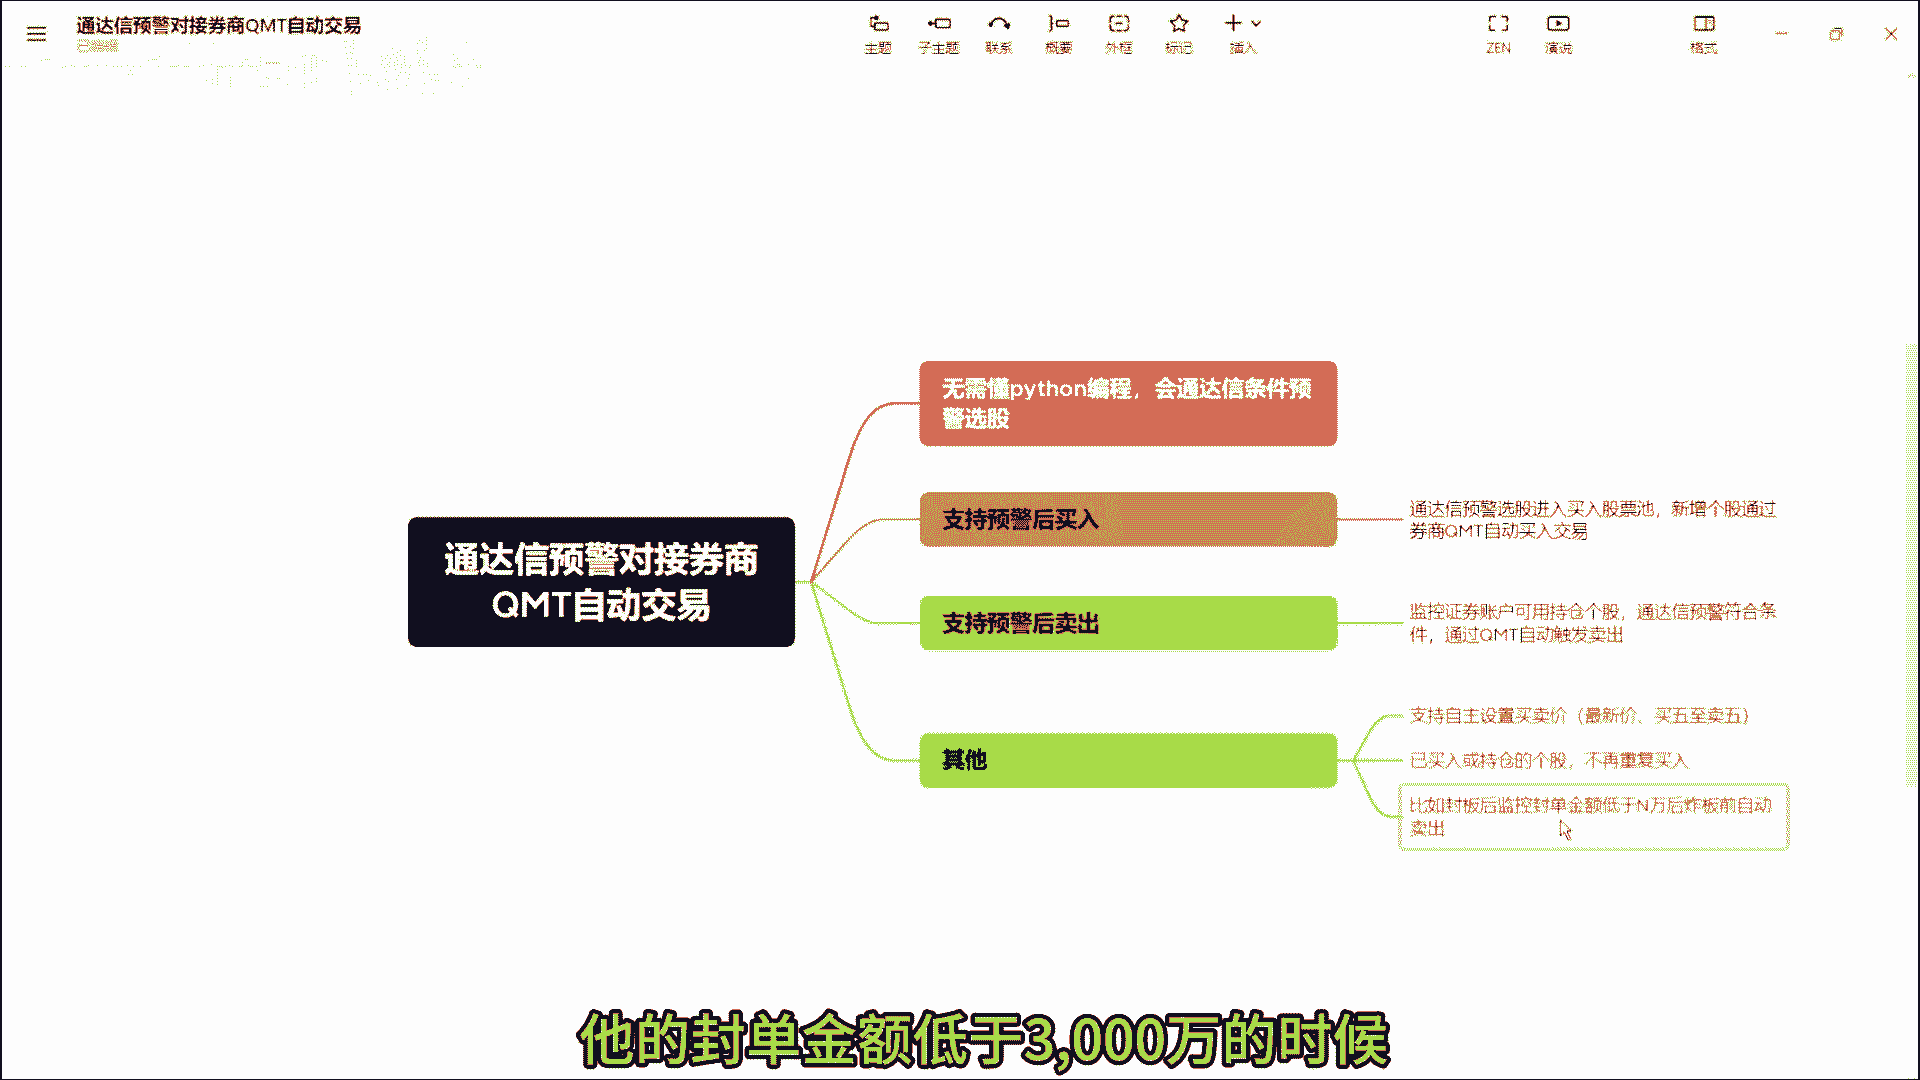 通达信预警对接券商QMT自动交易
已编辑
主题
子主题
联系
概要
外框
标记
插入
ZEN
演说
格式
无需懂python编程，会通达信条件预
警选股
支持预警后买入
通达信预警选股进入买入股票池，新增个股通过
券商QMT自动买入交易
通达信预警对接券商
QMT自动交易
支持预警后卖出
监控证券账户可用持仓个股，通达信预警符合条
件，通过QMT自动触发卖出
其他
支持自主设置买卖价（最新价、买五至卖五）
已买入或持仓的个股，不再重复买入
比如封板后监控封单金额低于N万后炸板前自动
卖出
他的封单金额低于3,000万的时候